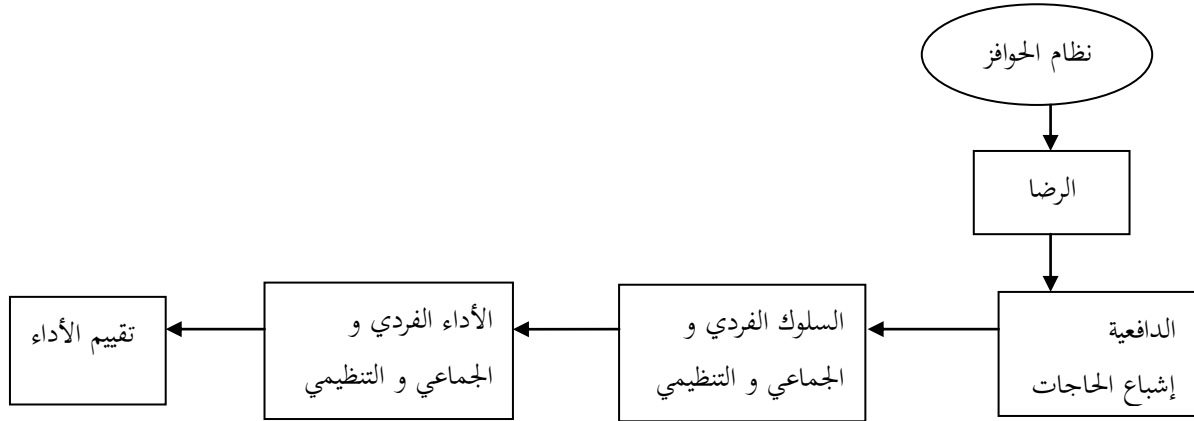 نظام الحوافز
الرضا
الدافعية
إشباع الحاجات
السلوك الفردي و
الجماعي و التنظيمي
الأداء الفردي و
الجماعي و التنظيمي
تقييم الأداء